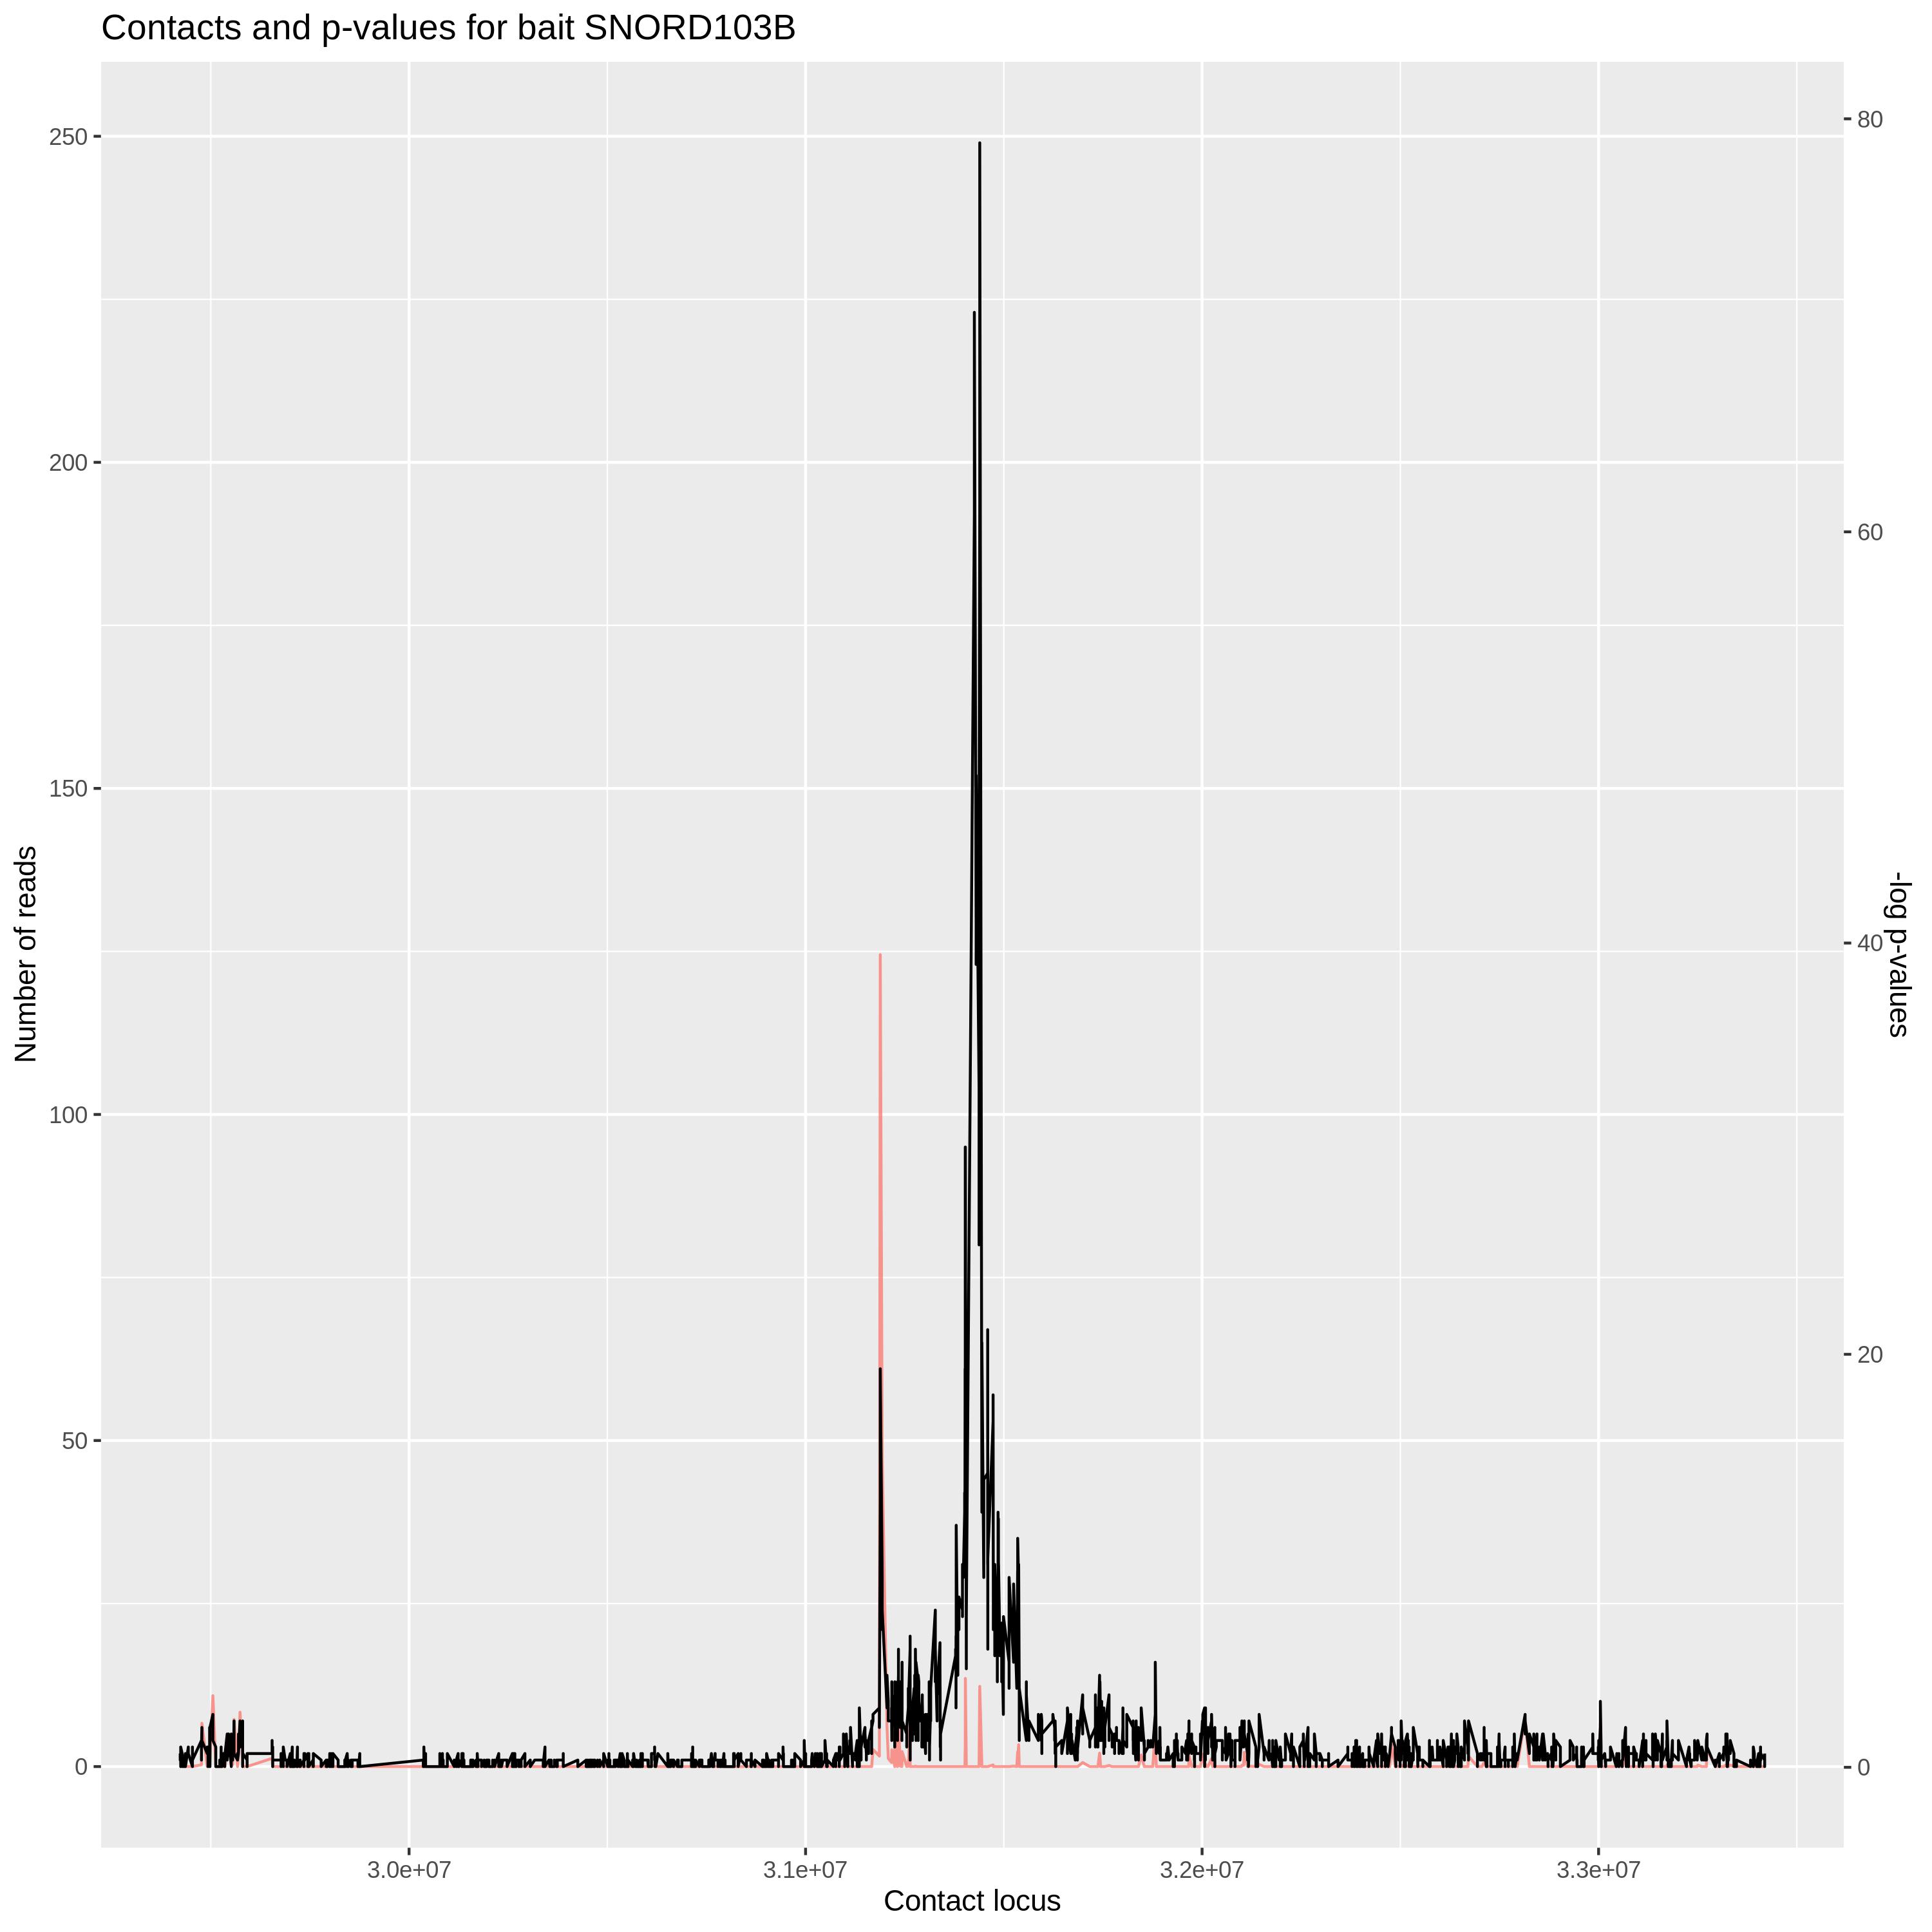 Contacts and p-values for bait SNORD103B
250
200
150
100
50
0
Number of reads
80
60
40
20
0
-log p-values
3.0e+07
3.1e+07
3.2e+07
3.3e+07
Contact locus